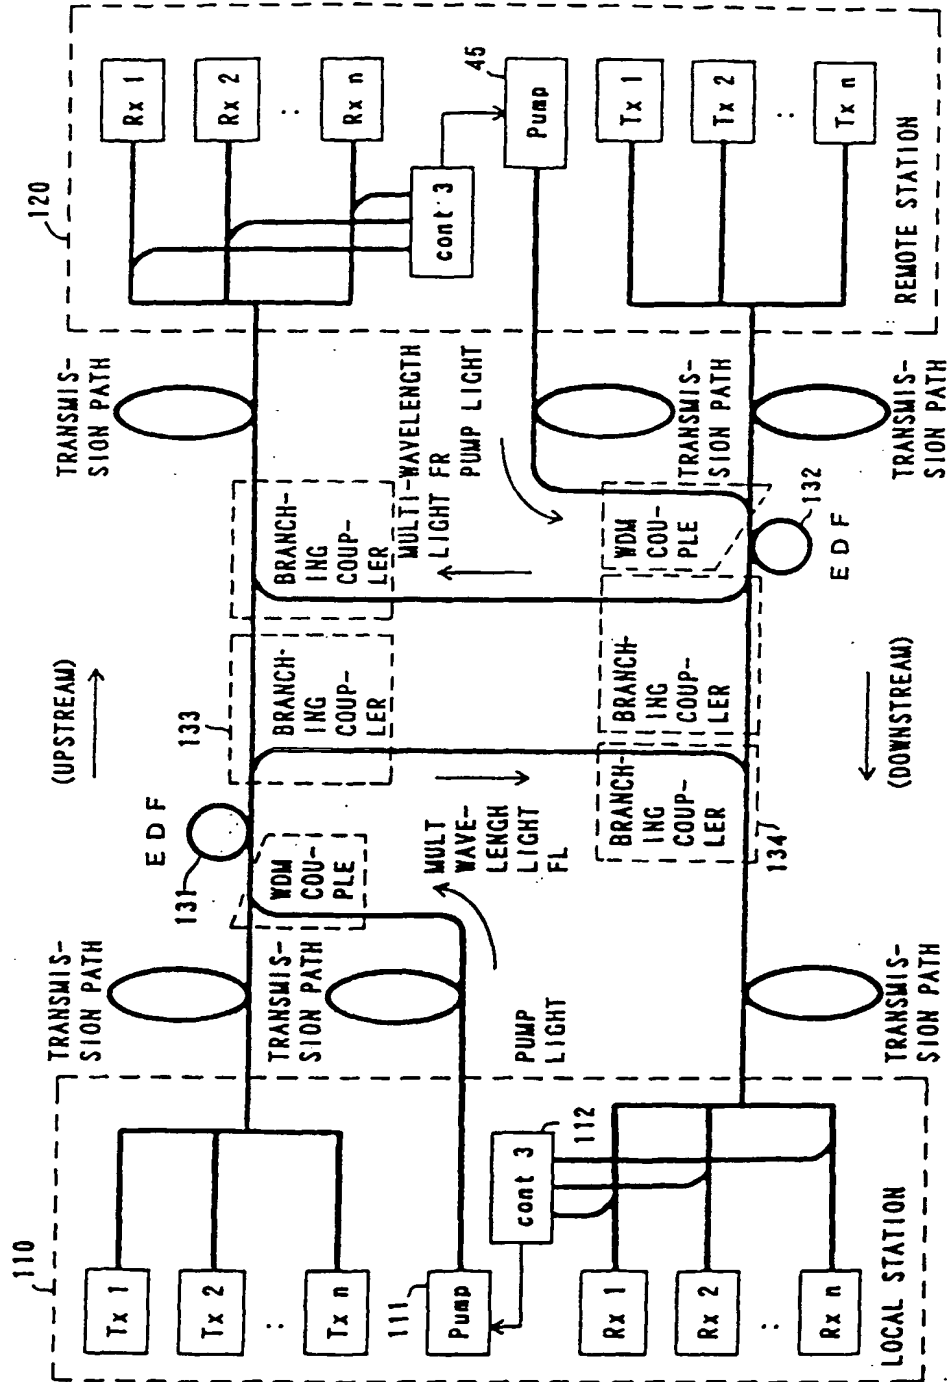 110
LOCAL STATION
Tx 1
Tx 2
:
Tx n
111
Pump
cont 3
112
Rx 1
Rx 2
:
Rx n
TRANSMIS-
SION PATH
TRANSMIS-
SION PATH
PUMP
LIGHT
TRANSMIS-
SION PATH
131
EDF
WDM
COU-
PLE
MULT
WAVE-
LENGH
LIGHT
FL
(UPSTREAM)
133
BRANCH-
ING
COUP-
LER
BRANCH-
ING
COUP-
LER
134
BRANCH-
ING
COUP-
LER
BRANCH-
ING
COUP-
LER
(DOWNSTREAM)
MULTI-WAVELENGTH
LIGHT FR
PUMP LIGHT
WDM
COU-
PLE
132
EDF
TRANSMIS-
SION PATH
TRANSMIS-
SION PATH
TRANSMIS-
SION PATH
120
Rx 1
Rx 2
:
Rx n
cont 3
45
Pump
Tx 1
Tx 2
:
Tx n
REMOTE STATION